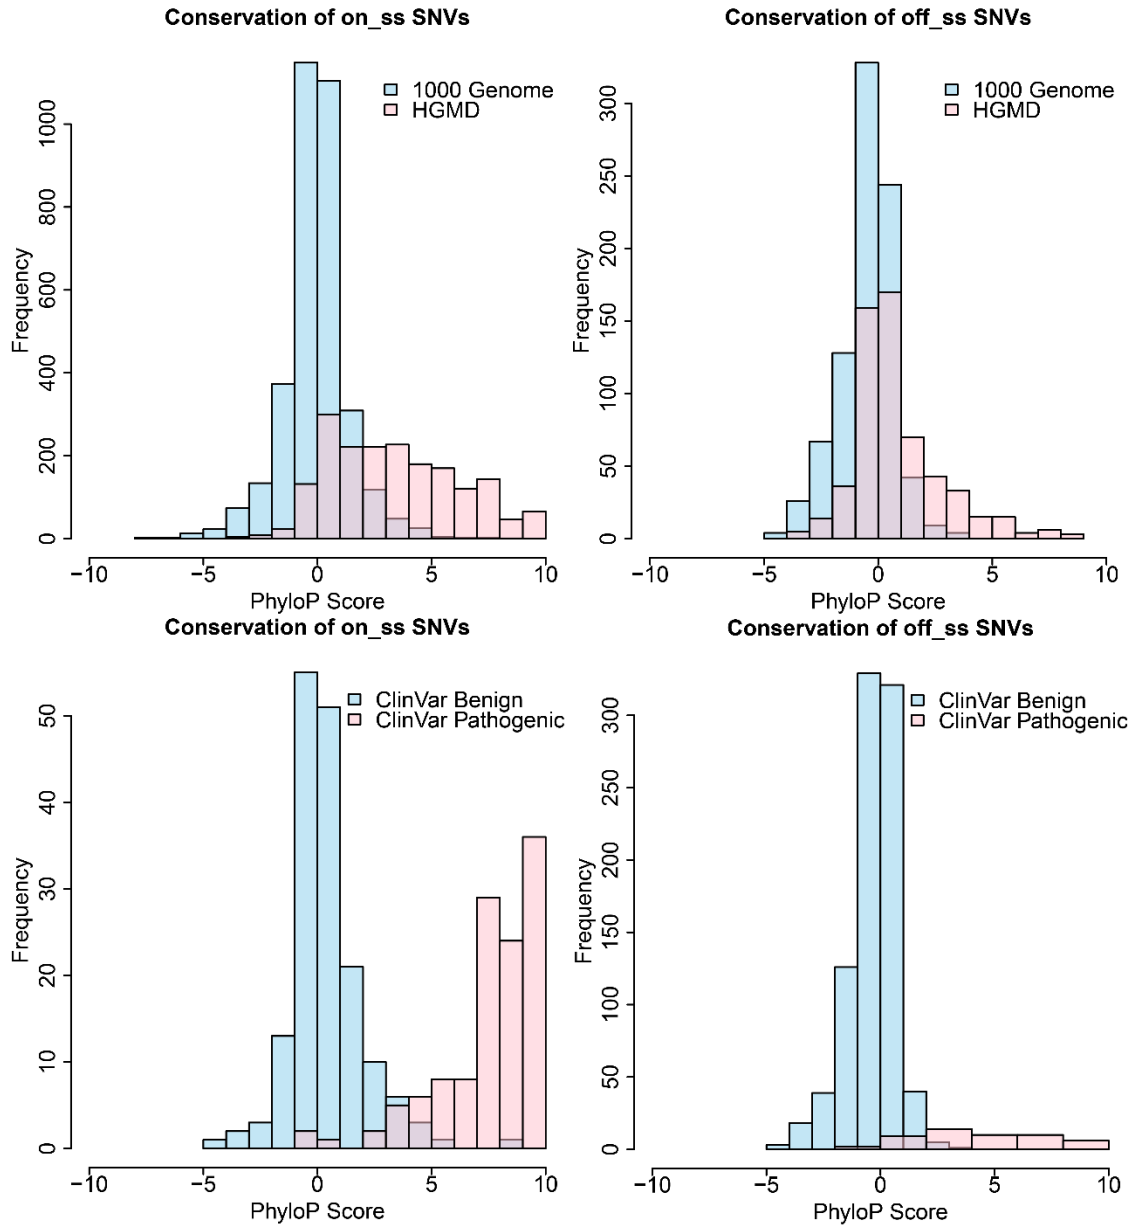 Conservation of on_ss SNVs
1000 Genome
HGMD
Frequency
0
200
400
600
800
1000
−10
−5
0
5
10
PhyloP Score
Conservation of off_ss SNVs
1000 Genome
HGMD
Frequency
0
50
100
150
200
250
300
−10
−5
0
5
10
PhyloP Score
Conservation of on_ss SNVs
ClinVar Benign
ClinVar Pathogenic
Frequency
0
10
20
30
40
50
−10
−5
0
5
10
PhyloP Score
Conservation of off_ss SNVs
ClinVar Benign
ClinVar Pathogenic
Frequency
0
50
100
150
200
250
300
−10
−5
0
5
10
PhyloP Score